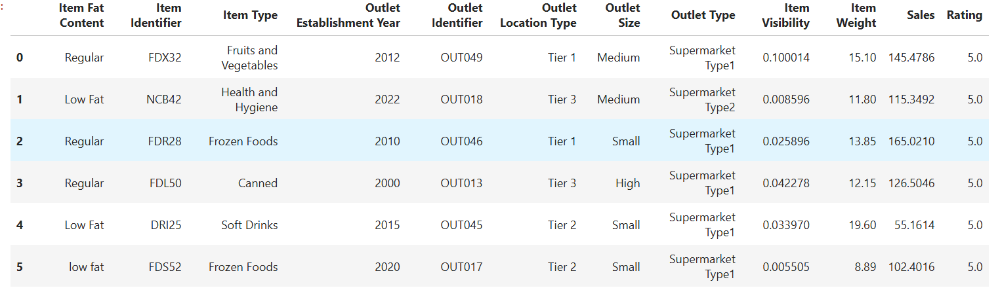 Item Fat Content Item Identifier Item Type Outlet Establishment Year Outlet Identifier Outlet Location Type Outlet Size Outlet Type Item Visibility Item Weight Sales Rating
0 Regular FDX32 Fruits and Vegetables 2012 OUT049 Tier 1 Medium Supermarket Type1 0.100014 15.10 145.4786 5.0
1 Low Fat NCB42 Health and Hygiene 2022 OUT018 Tier 3 Medium Supermarket Type2 0.008596 11.80 115.3492 5.0
2 Regular FDR28 Frozen Foods 2010 OUT046 Tier 1 Small Supermarket Type1 0.025896 13.85 165.0210 5.0
3 Regular FDL50 Canned 2000 OUT013 Tier 3 High Supermarket Type1 0.042278 12.15 126.5046 5.0
4 Low Fat DRI25 Soft Drinks 2015 OUT045 Tier 2 Small Supermarket Type1 0.033970 19.60 55.1614 5.0
5 low fat FDS52 Frozen Foods 2020 OUT017 Tier 2 Small Supermarket Type1 0.005505 8.89 102.4016 5.0